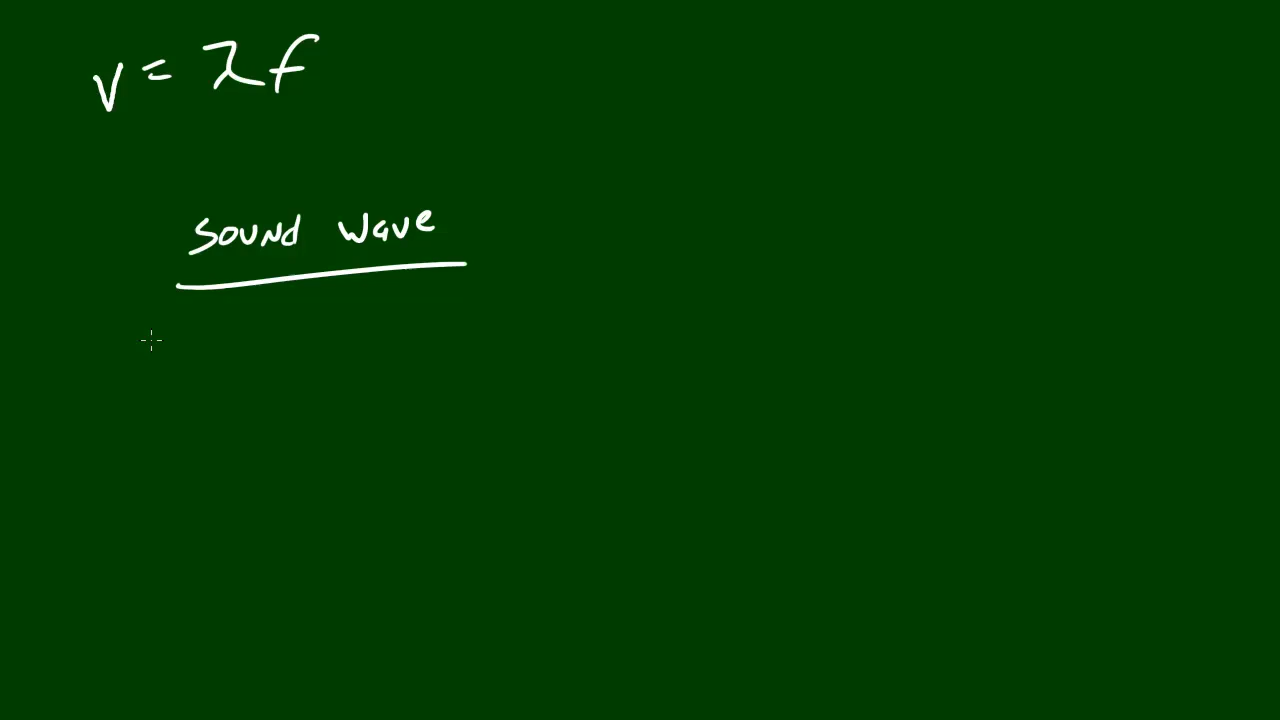 v = λf
Sound Wave